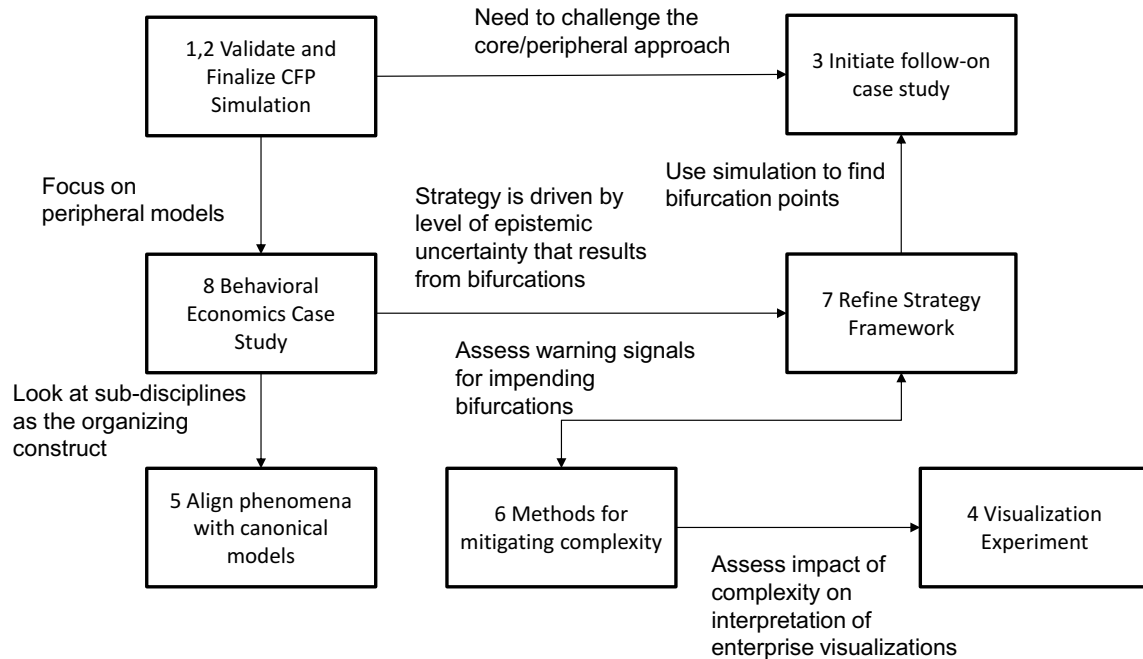 Need to challenge the
core/peripheral approach
1,2 Validate and
Finalize CFP
Simulation
3 Initiate follow-on
case study
Focus on
peripheral models
Strategy is driven by
level of epistemic
uncertainty that results
from bifurcations
Use simulation to find
bifurcation points
8 Behavioral
Economics Case
Study
7 Refine Strategy
Framework
Look at sub-disciplines
as the organizing
construct
Assess warning signals
for impending
bifurcations
5 Align phenomena
with canonical
models
6 Methods for
mitigating complexity
4 Visualization
Experiment
Assess impact of
complexity on
interpretation of
enterprise visualizations